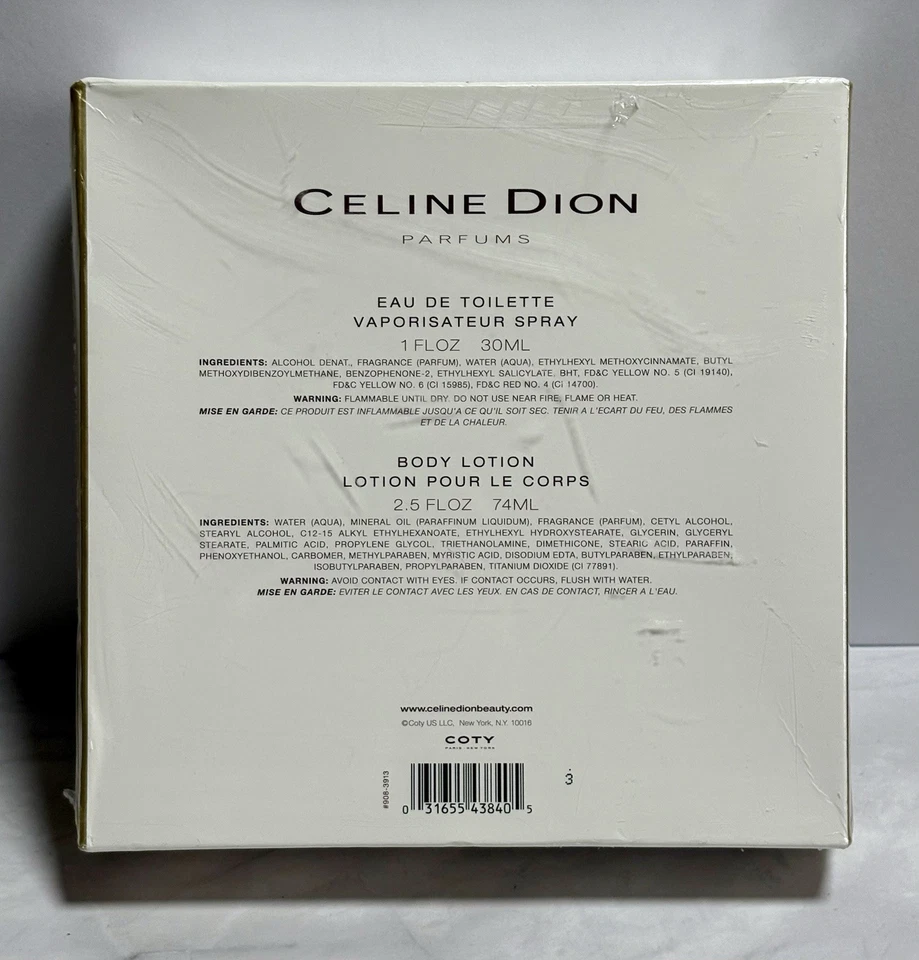 CELINE DION
PARFUMS
EAU DE TOILETTE
VAPORISATEUR SPRAY
1 FLOZ 30ML
INGREDIENTS: ALCOHOL DENAT., FRAGRANCE (PARFUM), WATER (AQUA), ETHYLHEXYL METHOXYCINNAMATE, BUTYL
METHOXYDIBENZOYLMETHANE, BENZOPHENONE-2, ETHYLHEXYL SALICYLATE. BHT, FD&C YELLOW NO. 5 (CI 19140),
FD&C YELLOW NO. 6 (CI 15985), FD&C RED NO. 4 (CI 14700).
WARNING: FLAMMABLE UNTIL DRY. DO NOT USE NEAR FIRE, FLAME OR HEAT.
MISE EN GARDE: CE PRODUIT EST INFLAMMABLE JUSQU'A CE QU'IL SOIT SEC. TENIR A L'ECART DU FEU, DES FLAMMES
ET DE LA CHALEUR.
BODY LOTION
LOTION POUR LE CORPS
2.5 FLOZ 74ML
INGREDIENTS: WATER (AQUA), MINERAL OIL (PARAFFINUM LIQUIDUM), FRAGRANCE (PARFUM), CETYL ALCOHOL,
STEARYL ALCOHOL, C12-15 ALKYL ETHYLHEXANOATE, ETHYLHEXYL HYDROXYSTEARATE, GLYCERIN, GLYCERYL
STEARATE, PALMITIC ACID, PROPYLENE GLYCOL, TRIETHANOLAMINE, DIMETHICONE, STEARIC ACID, PARAFFIN,
PHENOXYETHANOL, CARBOMER, METHYLPARABEN, MYRISTIC ACID, DISODIUM EDTA, BUTYLPARABEN, ETHYLPARABEN,
ISOBUTYLPARABEN, PROPYLPARABEN, TITANIUM DIOXIDE (CI 77891).
WARNING: AVOID CONTACT WITH EYES. IF CONTACT OCCURS, FLUSH WITH WATER.
MISE EN GARDE: EVITER LE CONTACT AVEC LES YEUX. EN CAS DE CONTACT, RINCER A L'EAU.
www.celinedionbeauty.com
©Coty US LLC, New York, N.Y. 10016
COTY
PARIS · NEW YORK
#908-3913
3
0 31655 43840 5